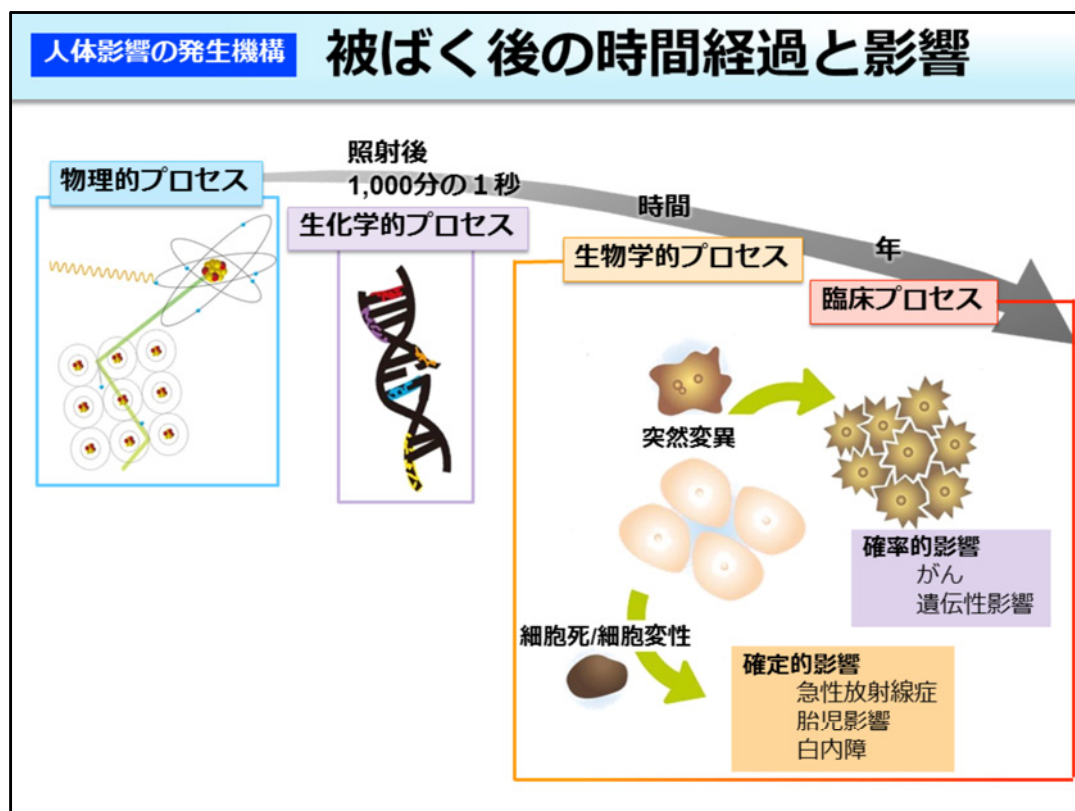 人体影響の発生機構
被ばく後の時間経過と影響
物理的プロセス
照射後
1,000分の１秒
生化学的プロセス
時間
生物学的プロセス
年
臨床プロセス
突然変異
確率的影響
がん
遺伝性影響
細胞死/細胞変性
確定的影響
急性放射線症
胎児影響
白内障